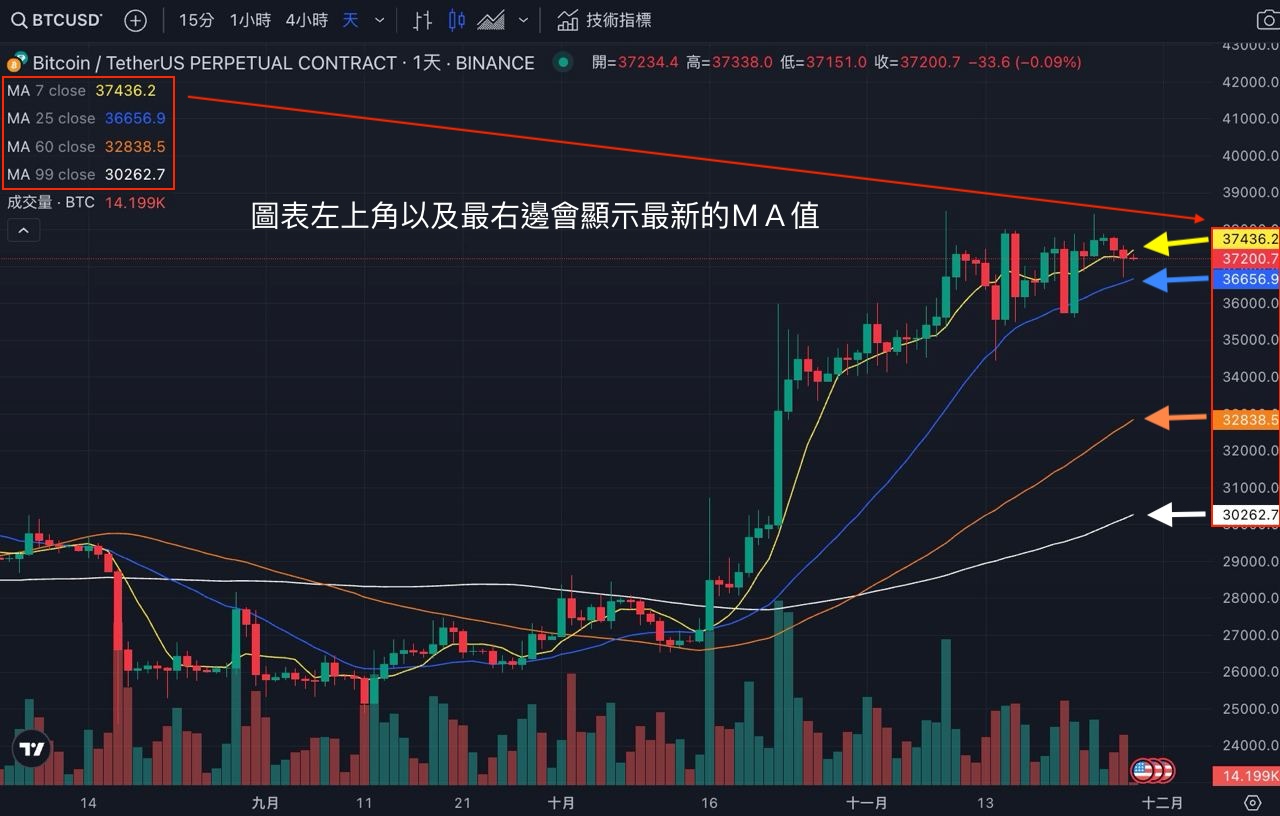 BTCUSD 15分 1小時 4小時 天 技術指標
Bitcoin / TetherUS PERPETUAL CONTRACT · 1天 · BINANCE 開=37234.4 高=37338.0 低=37151.0 收=37200.7 −33.6 (−0.09%)
MA 7 close 37436.2
MA 25 close 36656.9
MA 60 close 32838.5
MA 99 close 30262.7
成交量 · BTC 14.199K
圖表左上角以及最右邊會顯示最新的ＭＡ值
43000.0
42000.0
41000.0
40000.0
39000.0
37436.2
37200.7
36656.9
36000.0
35000.0
34000.0
32838.5
32000.0
31000.0
30262.7
29000.0
28000.0
27000.0
26000.0
25000.0
24000.0
14.199K
14 九月 11 21 十月 16 十一月 13 十二月